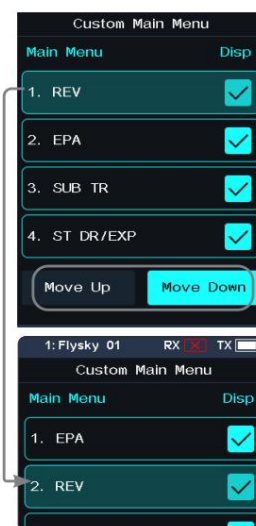 Custom Main Menu
Main Menu Disp
1. REV
2. EPA
3. SUB TR
4. ST DR/EXP
Move Up Move Down
1: Flysky 01 RX TX
Custom Main Menu
Main Menu Disp
1. EPA
2. REV